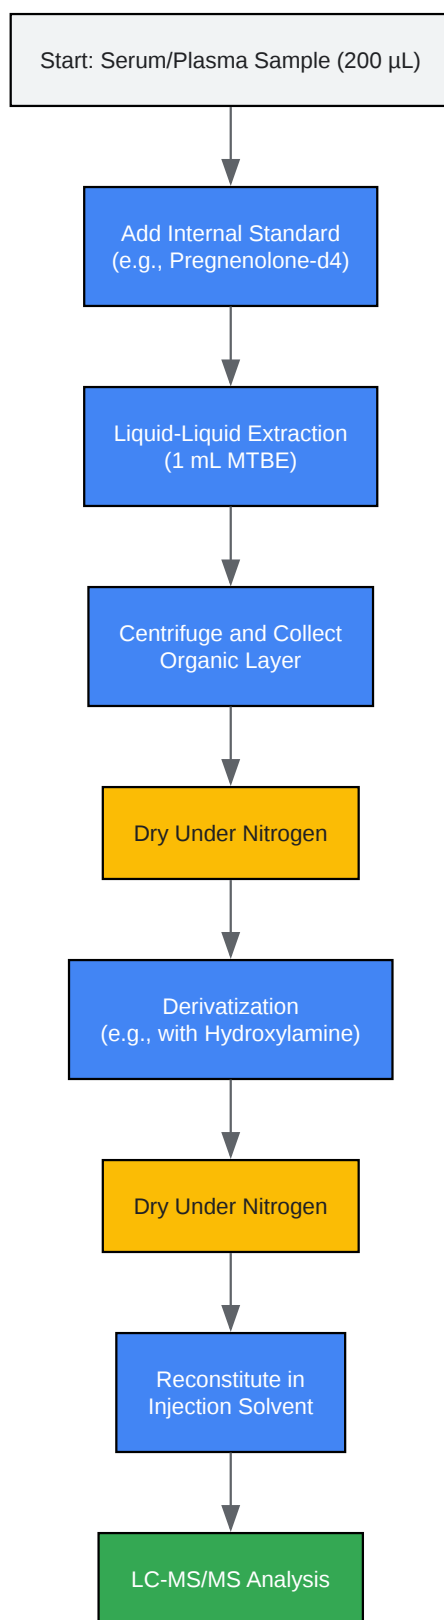 Start: Serum/Plasma Sample (200 µL)
Add Internal Standard
(e.g., Pregnenolone-d4)
Liquid-Liquid Extraction
(1 mL MTBE)
Centrifuge and Collect
Organic Layer
Dry Under Nitrogen
Derivatization
(e.g., with Hydroxylamine)
Dry Under Nitrogen
Reconstitute in
Injection Solvent
LC-MS/MS Analysis